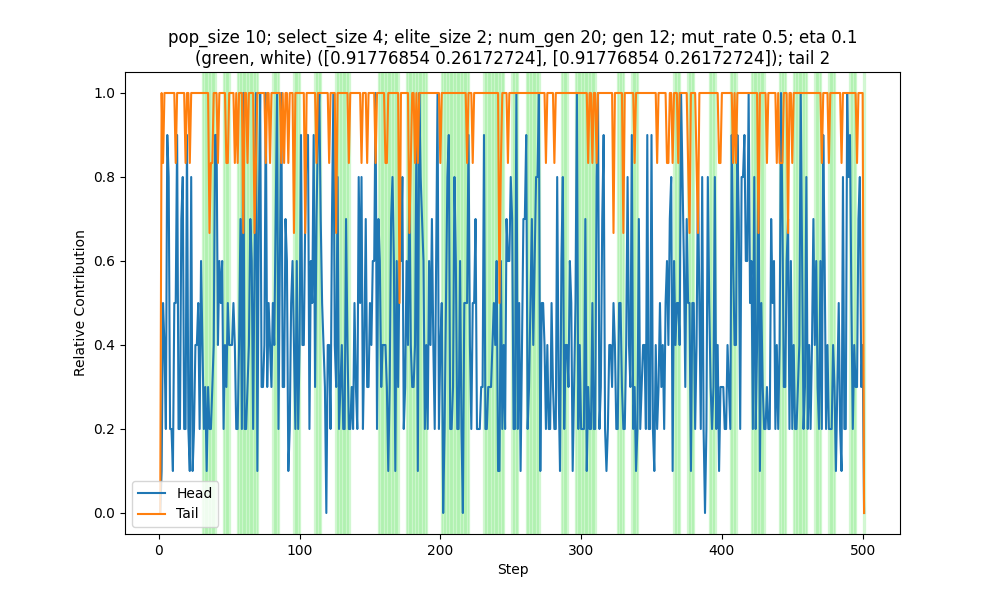 pop_size 10; select_size 4; elite_size 2; num_gen 20; gen 12; mut_rate 0.5; eta 0.1
(green, white) ([0.91776854 0.26172724], [0.91776854 0.26172724]); tail 2
1.0
0.8
0.6
0.4
0.2
0.0
Relative Contribution
Head
Tail
0
100
200
300
400
500
Step